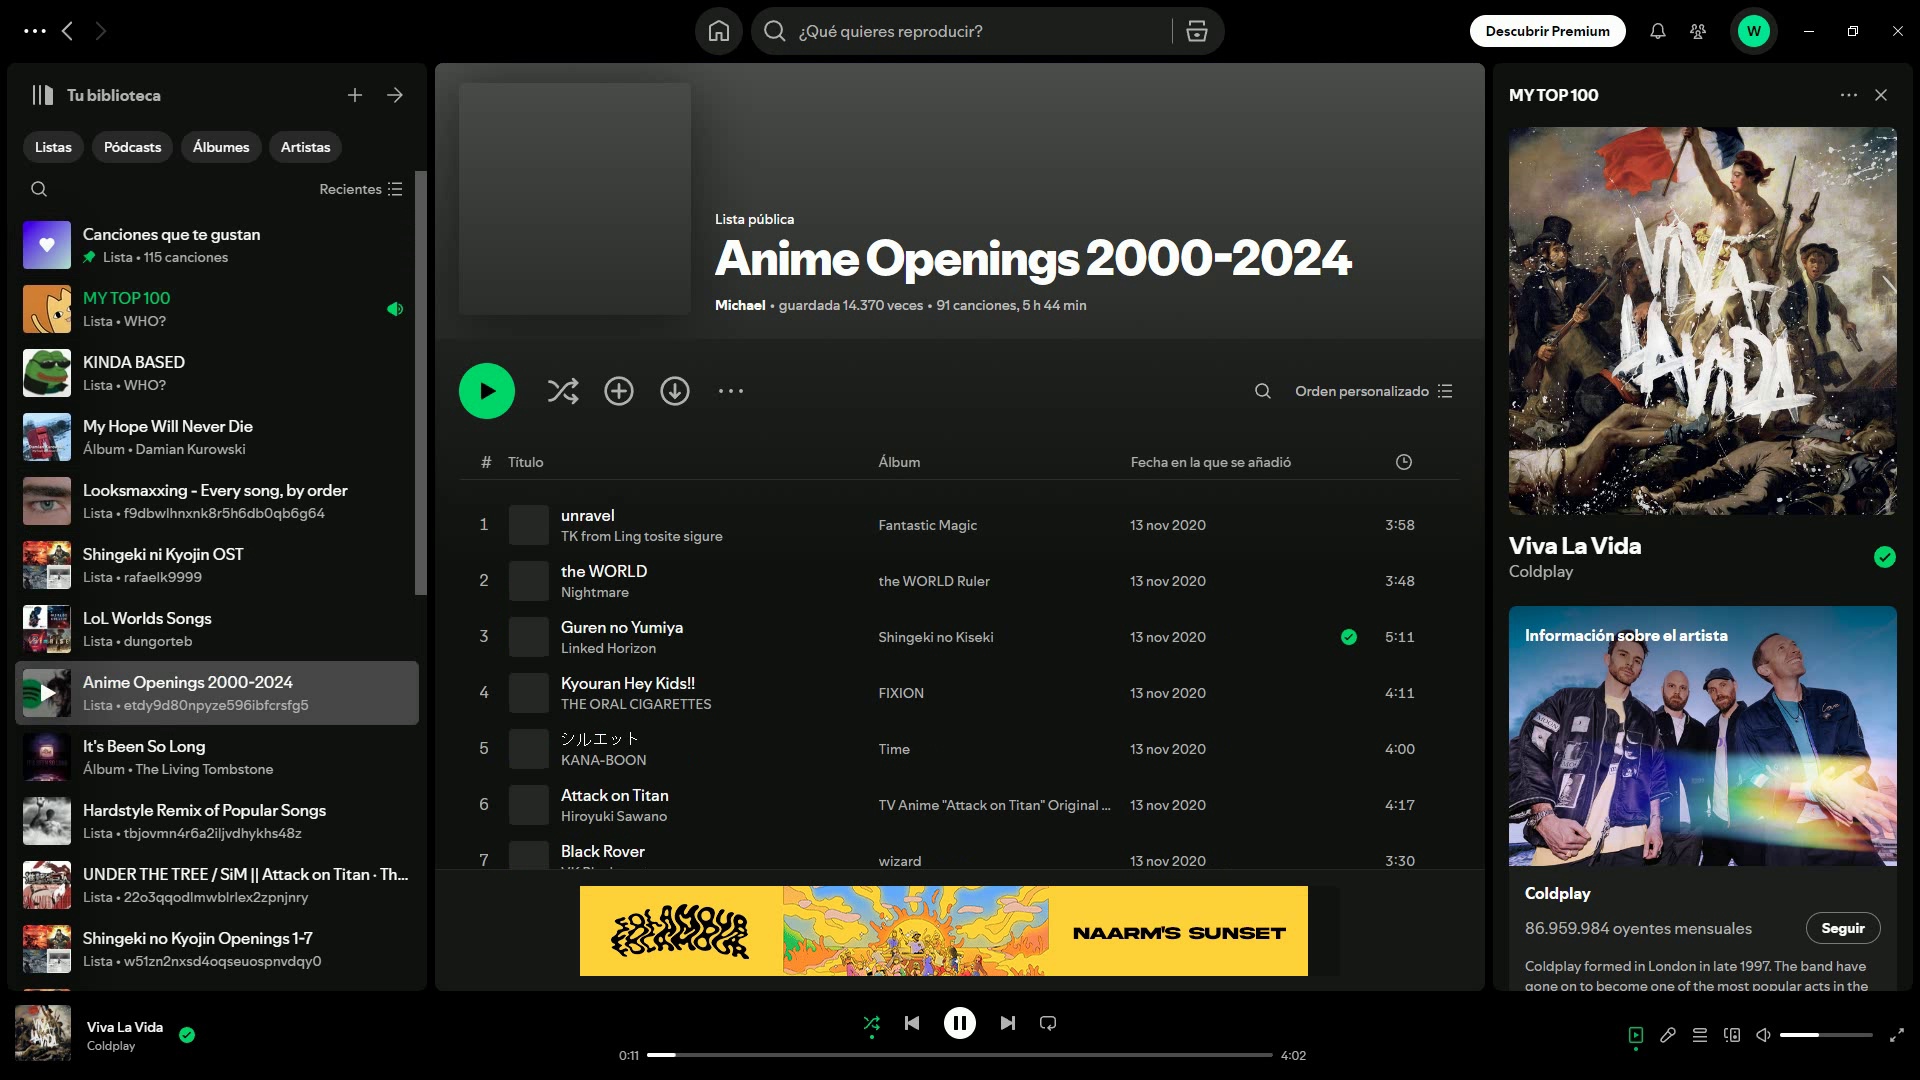 ¿Qué quieres reproducir?
Descubrir Premium
W
Tu biblioteca
Listas
Pódcasts
Álbumes
Artistas
Recientes
Canciones que te gustan
Lista • 115 canciones
MY TOP 100
Lista • WHO?
KINDA BASED
Lista • WHO?
My Hope Will Never Die
Álbum • Damian Kurowski
Looksmaxxing - Every song, by order
Lista • f9dbwlhnxnk8r5h6db0qb6g64
Shingeki ni Kyojin OST
Lista • rafaelk9999
LoL Worlds Songs
Lista • dungorteb
Anime Openings 2000-2024
Lista • etdy9d80npyze596ibfcrsfg5
It's Been So Long
Álbum • The Living Tombstone
Hardstyle Remix of Popular Songs
Lista • tbjovmn4r6a2iljvdhykhs48z
UNDER THE TREE / SiM || Attack on Titan · Th...
Lista • 22o3qqodlmwblrlex2zpnjnry
Shingeki no Kyojin Openings 1-7
Lista • w51zn2nxsd4oqseuospnvdqy0
Lista pública
Anime Openings 2000-2024
Michael • guardada 14.370 veces • 91 canciones, 5 h 44 min
Orden personalizado
# Título Álbum Fecha en la que se añadió
1 unravel Fantastic Magic 13 nov 2020 3:58
TK from Ling tosite sigure
2 the WORLD the WORLD Ruler 13 nov 2020 3:48
Nightmare
3 Guren no Yumiya Shingeki no Kiseki 13 nov 2020 5:11
Linked Horizon
4 Kyouran Hey Kids!! FIXION 13 nov 2020 4:11
THE ORAL CIGARETTES
5 シルエット Time 13 nov 2020 4:00
KANA-BOON
6 Attack on Titan TV Anime "Attack on Titan" Original ... 13 nov 2020 4:17
Hiroyuki Sawano
7 Black Rover wizard 13 nov 2020 3:30
NAARM'S SUNSET
MY TOP 100
VIVA
LA VIDA
Viva La Vida
Coldplay
Información sobre el artista
Coldplay
86.959.984 oyentes mensuales
Seguir
Coldplay formed in London in late 1997. The band have
gone on to become one of the most popular acts in the
Viva La Vida
Coldplay
0:11
4:02